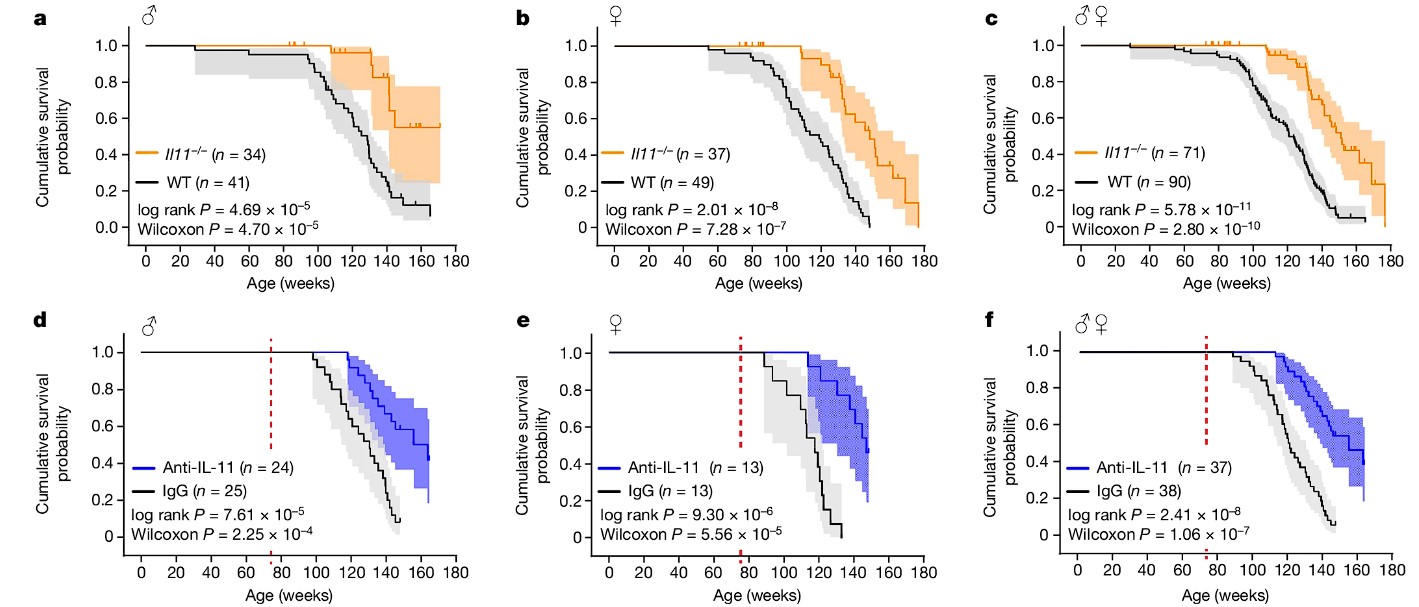 a ♂
Cumulative survival
probability
1.0
0.8
0.6
0.4
0.2
0.0
Il11–/– (n = 34)
WT (n = 41)
log rank P = 4.69 × 10–5
Wilcoxon P = 4.70 × 10–5
0 20 40 60 80 100 120 140 160 180
Age (weeks)
b ♀
Cumulative survival
probability
1.0
0.8
0.6
0.4
0.2
0
Il11–/– (n = 37)
WT (n = 49)
log rank P = 2.01 × 10–8
Wilcoxon P = 7.28 × 10–7
0 20 40 60 80 100 120 140 160 180
Age (weeks)
c ♂♀
Cumulative survival
probability
1.0
0.8
0.6
0.4
0.2
0
Il11–/– (n = 71)
WT (n = 90)
log rank P = 5.78 × 10–11
Wilcoxon P = 2.80 × 10–10
0 20 40 60 80 100 120 140 160 180
Age (weeks)
d ♂
Cumulative survival
probability
1.0
0.8
0.6
0.4
0.2
0
Anti-IL-11 (n = 24)
IgG (n = 25)
log rank P = 7.61 × 10–5
Wilcoxon P = 2.25 × 10–4
0 20 40 60 80 100 120 140 160 180
Age (weeks)
e ♀
Cumulative survival
probability
1.0
0.8
0.6
0.4
0.2
0
Anti-IL-11 (n = 13)
IgG (n = 13)
log rank P = 9.30 × 10–6
Wilcoxon P = 5.56 × 10–5
0 20 40 60 80 100 120 140 160 180
Age (weeks)
f ♂♀
Cumulative survival
probability
1.0
0.8
0.6
0.4
0.2
0
Anti-IL-11 (n = 37)
IgG (n = 38)
log rank P = 2.41 × 10–8
Wilcoxon P = 1.06 × 10–7
0 20 40 60 80 100 120 140 160 180
Age (weeks)